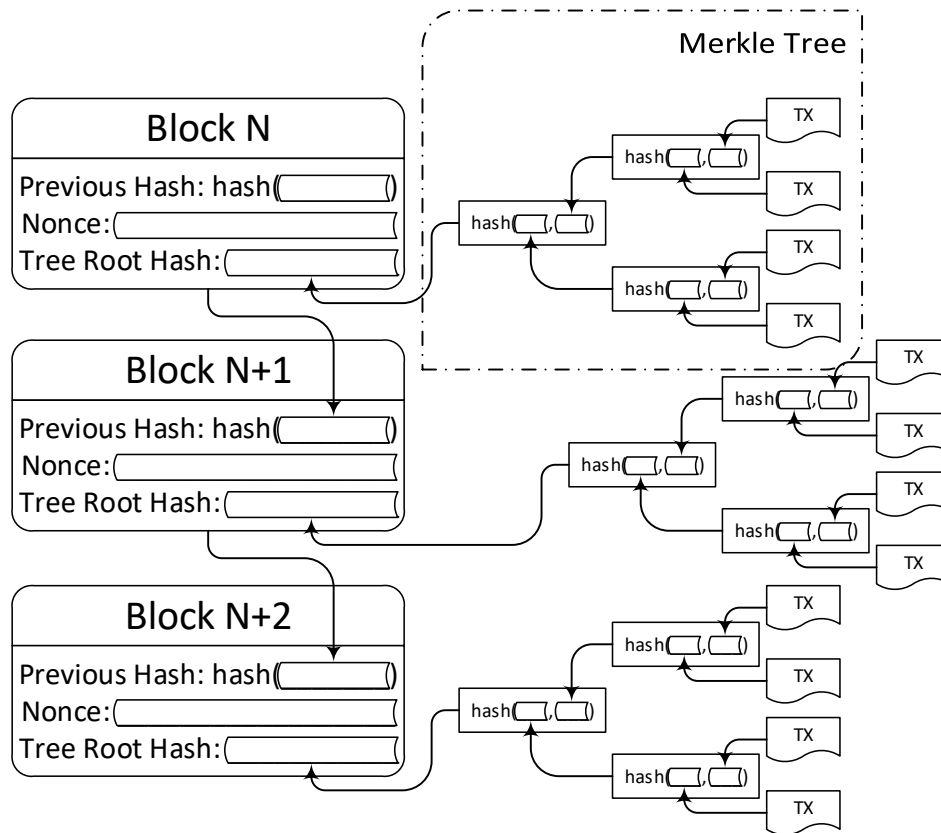 Merkle Tree
Block N
Previous Hash: hash( )
Nonce:
Tree Root Hash:
hash( , )
hash( , )
hash( , )
TX
TX
TX
TX
Block N+1
Previous Hash: hash( )
Nonce:
Tree Root Hash:
hash( , )
hash( , )
hash( , )
TX
TX
TX
TX
Block N+2
Previous Hash: hash( )
Nonce:
Tree Root Hash:
hash( , )
hash( , )
hash( , )
TX
TX
TX
TX